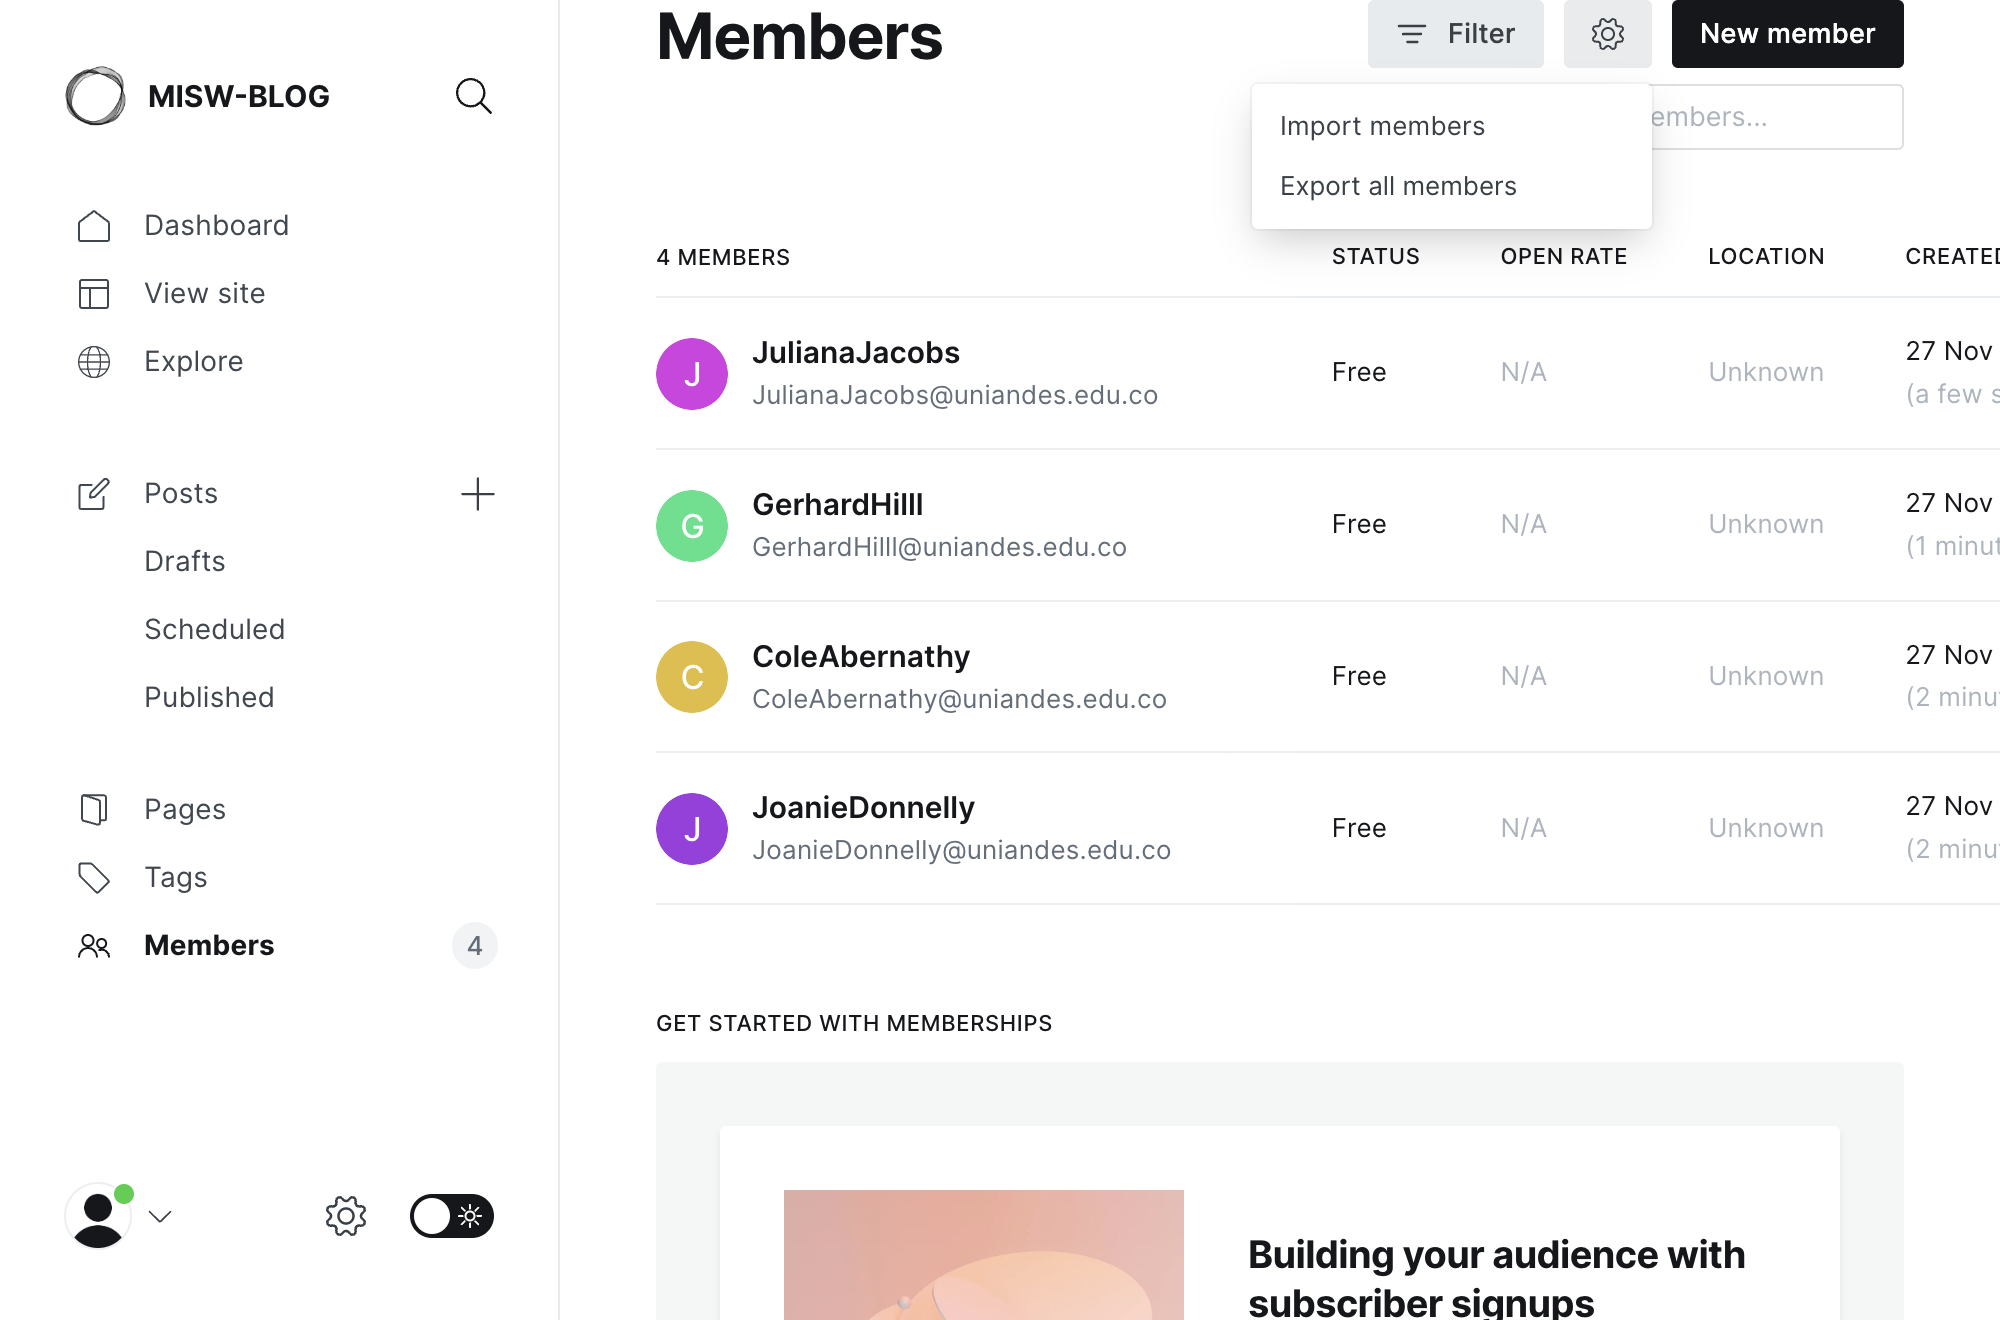 MISW-BLOG
Dashboard
View site
Explore
Posts
Drafts
Scheduled
Published
Pages
Tags
Members
4
Members
Filter
New member
Import members
Export all members
embers...
4 MEMBERS
STATUS
OPEN RATE
LOCATION
CREATED
J
JulianaJacobs
JulianaJacobs@uniandes.edu.co
Free
N/A
Unknown
27 Nov
(a few s
G
GerhardHilll
GerhardHilll@uniandes.edu.co
Free
N/A
Unknown
27 Nov
(1 minut
C
ColeAbernathy
ColeAbernathy@uniandes.edu.co
Free
N/A
Unknown
27 Nov
(2 minu
J
JoanieDonnelly
JoanieDonnelly@uniandes.edu.co
Free
N/A
Unknown
27 Nov
(2 minu
GET STARTED WITH MEMBERSHIPS
Building your audience with
subscriber signups